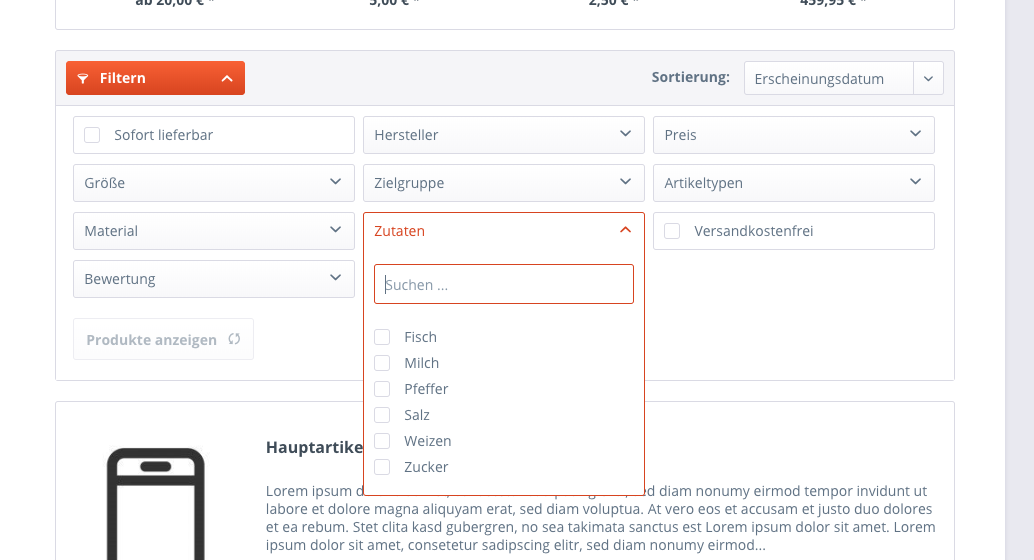 ab 20,00 € *
5,00 € *
2,50 € *
459,95 € *
Filtern
Sortierung:
Erscheinungsdatum
Sofort lieferbar
Hersteller
Preis
Größe
Zielgruppe
Artikeltypen
Material
Zutaten
Versandkostenfrei
Bewertung
Suchen ...
Produkte anzeigen
Fisch
Milch
Pfeffer
Salz
Weizen
Zucker
Hauptartike
Lorem ipsum d
ed diam nonumy eirmod tempor invidunt ut
labore et dolore magna aliquyam erat, sed diam voluptua. At vero eos et accusam et justo duo dolores
et ea rebum. Stet clita kasd gubergren, no sea takimata sanctus est Lorem ipsum dolor sit amet. Lorem
ipsum dolor sit amet, consetetur sadipscing elitr, sed diam nonumy eirmod...